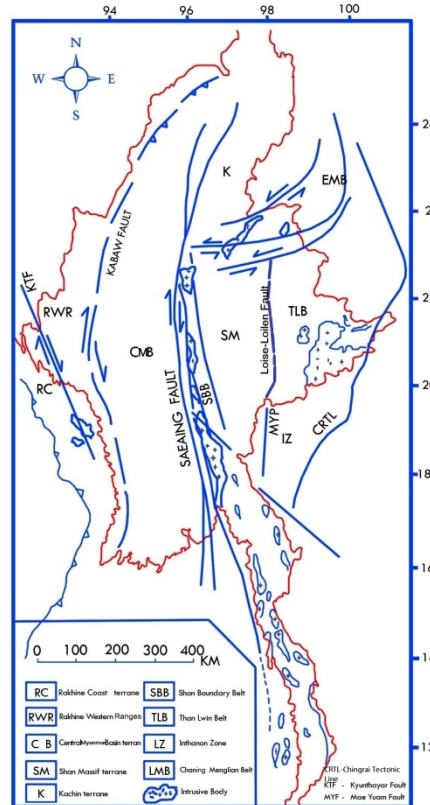 94 96 98 100
N
W E
S
26
K
EMB
KABAW FAULT
KTF
RWR
Loise-Loilen Fault
TLB
SM
CMB
RC
SAEAING FAULT
SBB
20
MYP
IZ
CRTL
18
16
0 100 200 300 400
KM
14
RC Rakhine Coast terrane
SBB Shan Boundary Belt
RWR Rakhine Western Ranges
TLB Than Lwin Belt
C B Central Myanma Basin terran
LZ Inthanon Zone
SM Shan Massif terrane
LMB Chaning Menglian Belt
K Kachin terrane
Intrusive Body
CRTL-Chingrai Tectonic
Line
KTF - Kyunthayar Fault
MYF - Mae Yuam Fault